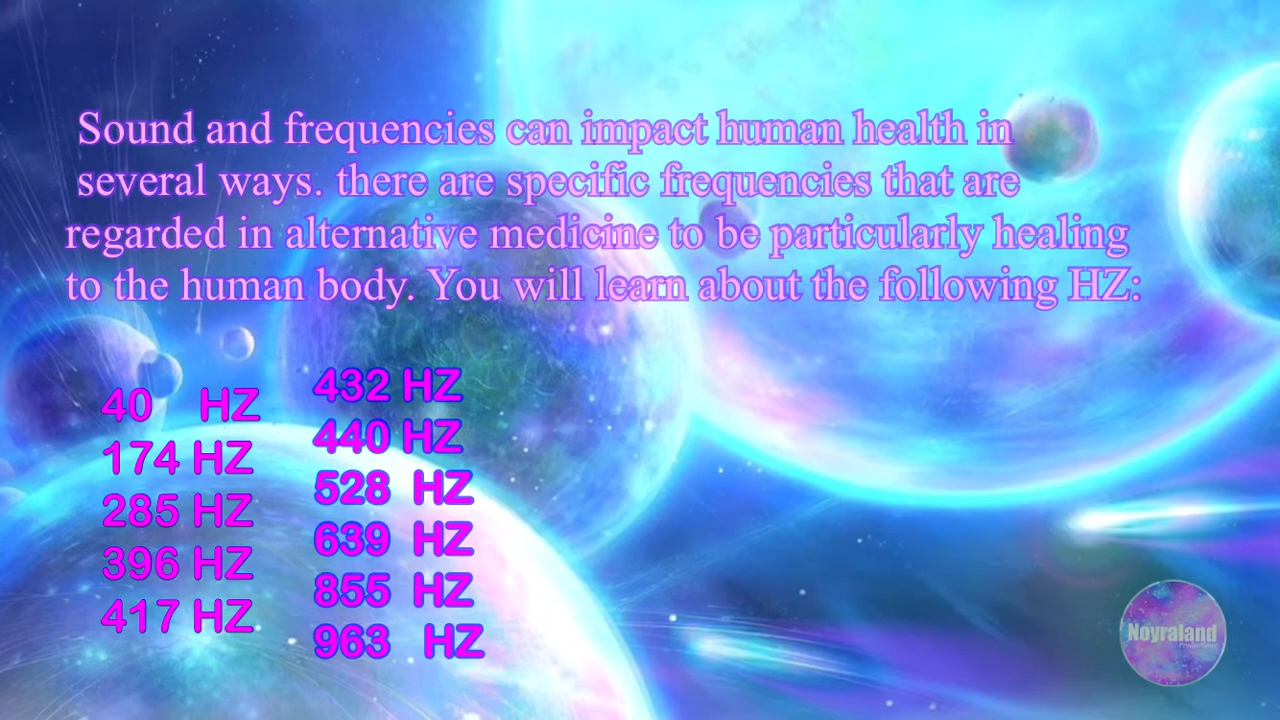 Sound and frequencies can impact human health in
several ways. there are specific frequencies that are
regarded in alternative medicine to be particularly healing
to the human body. You will learn about the following HZ:
40 HZ
174 HZ
285 HZ
396 HZ
417 HZ
432 HZ
440 HZ
528 HZ
639 HZ
855 HZ
963 HZ
Noyraland